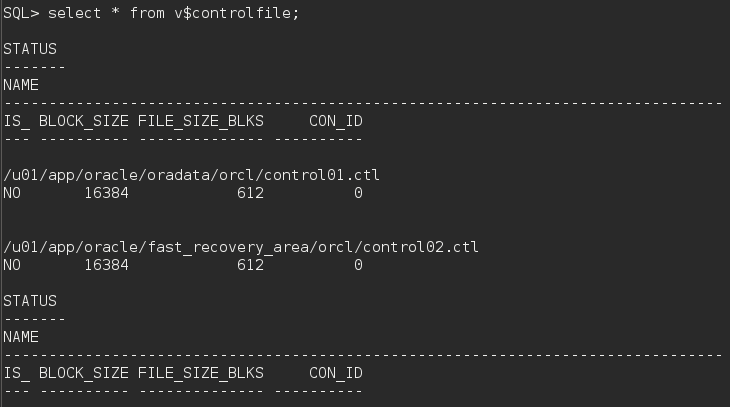 SQL> select * from v$controlfile;
STATUS
-------
NAME
--------------------------------------------------------------------------------
IS_ BLOCK_SIZE FILE_SIZE_BLKS     CON_ID
--- ---------- -------------- ----------
/u01/app/oracle/oradata/orcl/control01.ctl
NO       16384            612          0
/u01/app/oracle/fast_recovery_area/orcl/control02.ctl
NO       16384            612          0
STATUS
-------
NAME
--------------------------------------------------------------------------------
IS_ BLOCK_SIZE FILE_SIZE_BLKS     CON_ID
--- ---------- -------------- ----------